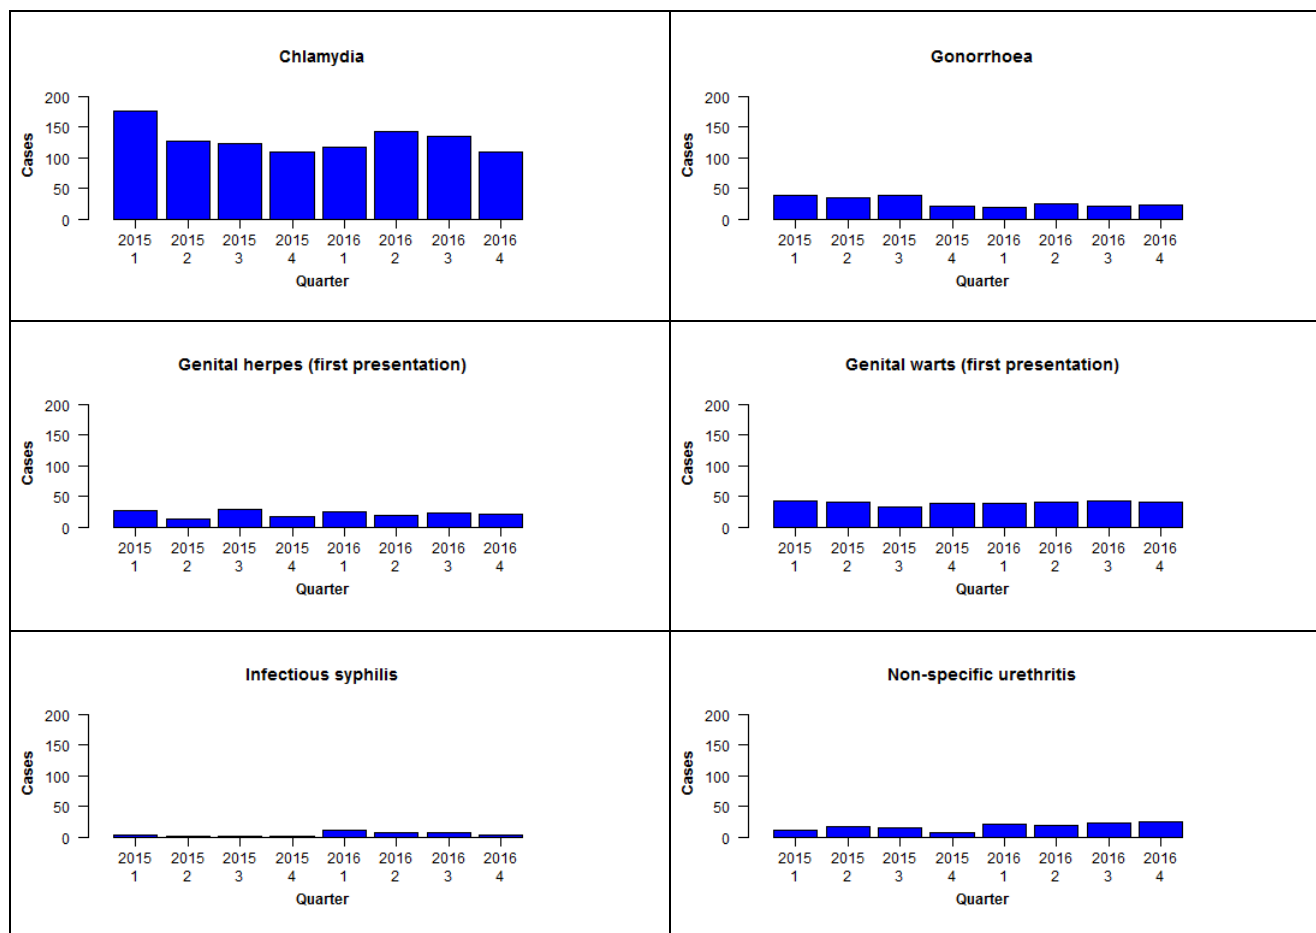 Chlamydia
200
150
100
50
0
Cases
2015 2015 2015 2015 2016 2016 2016 2016
1 2 3 4 1 2 3 4
Quarter
Gonorrhoea
200
150
100
50
0
Cases
2015 2015 2015 2015 2016 2016 2016 2016
1 2 3 4 1 2 3 4
Quarter
Genital herpes (first presentation)
200
150
100
50
0
Cases
2015 2015 2015 2015 2016 2016 2016 2016
1 2 3 4 1 2 3 4
Quarter
Genital warts (first presentation)
200
150
100
50
0
Cases
2015 2015 2015 2015 2016 2016 2016 2016
1 2 3 4 1 2 3 4
Quarter
Infectious syphilis
200
150
100
50
0
Cases
2015 2015 2015 2015 2016 2016 2016 2016
1 2 3 4 1 2 3 4
Quarter
Non-specific urethritis
200
150
100
50
0
Cases
2015 2015 2015 2015 2016 2016 2016 2016
1 2 3 4 1 2 3 4
Quarter